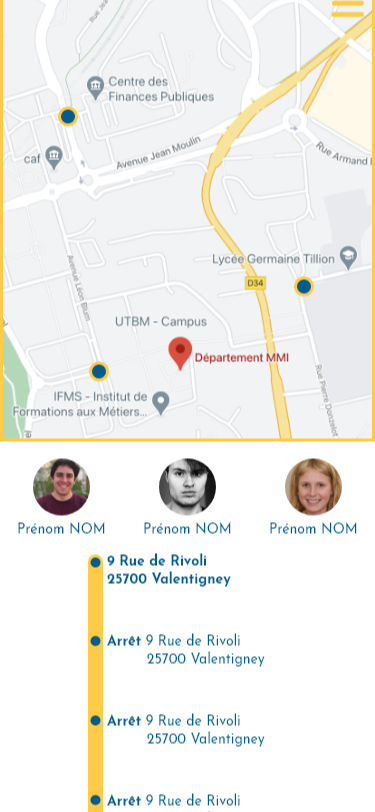 Rue Je
Centre des
Finances Publiques
caf
Avenue Jean Moulin
Rue Armand
Avenue Léon Blum
Lycée Germaine Tillion
D34
UTBM - Campus
Département MMI
IFMS - Institut de
Formations aux Métiers...
Rue Pierre Donzelot
el
Prénom NOM
Prénom NOM
Prénom NOM
9 Rue de Rivoli
25700 Valentigney
Arrêt 9 Rue de Rivoli
25700 Valentigney
Arrêt 9 Rue de Rivoli
25700 Valentigney
Arrêt 9 Rue de Rivoli